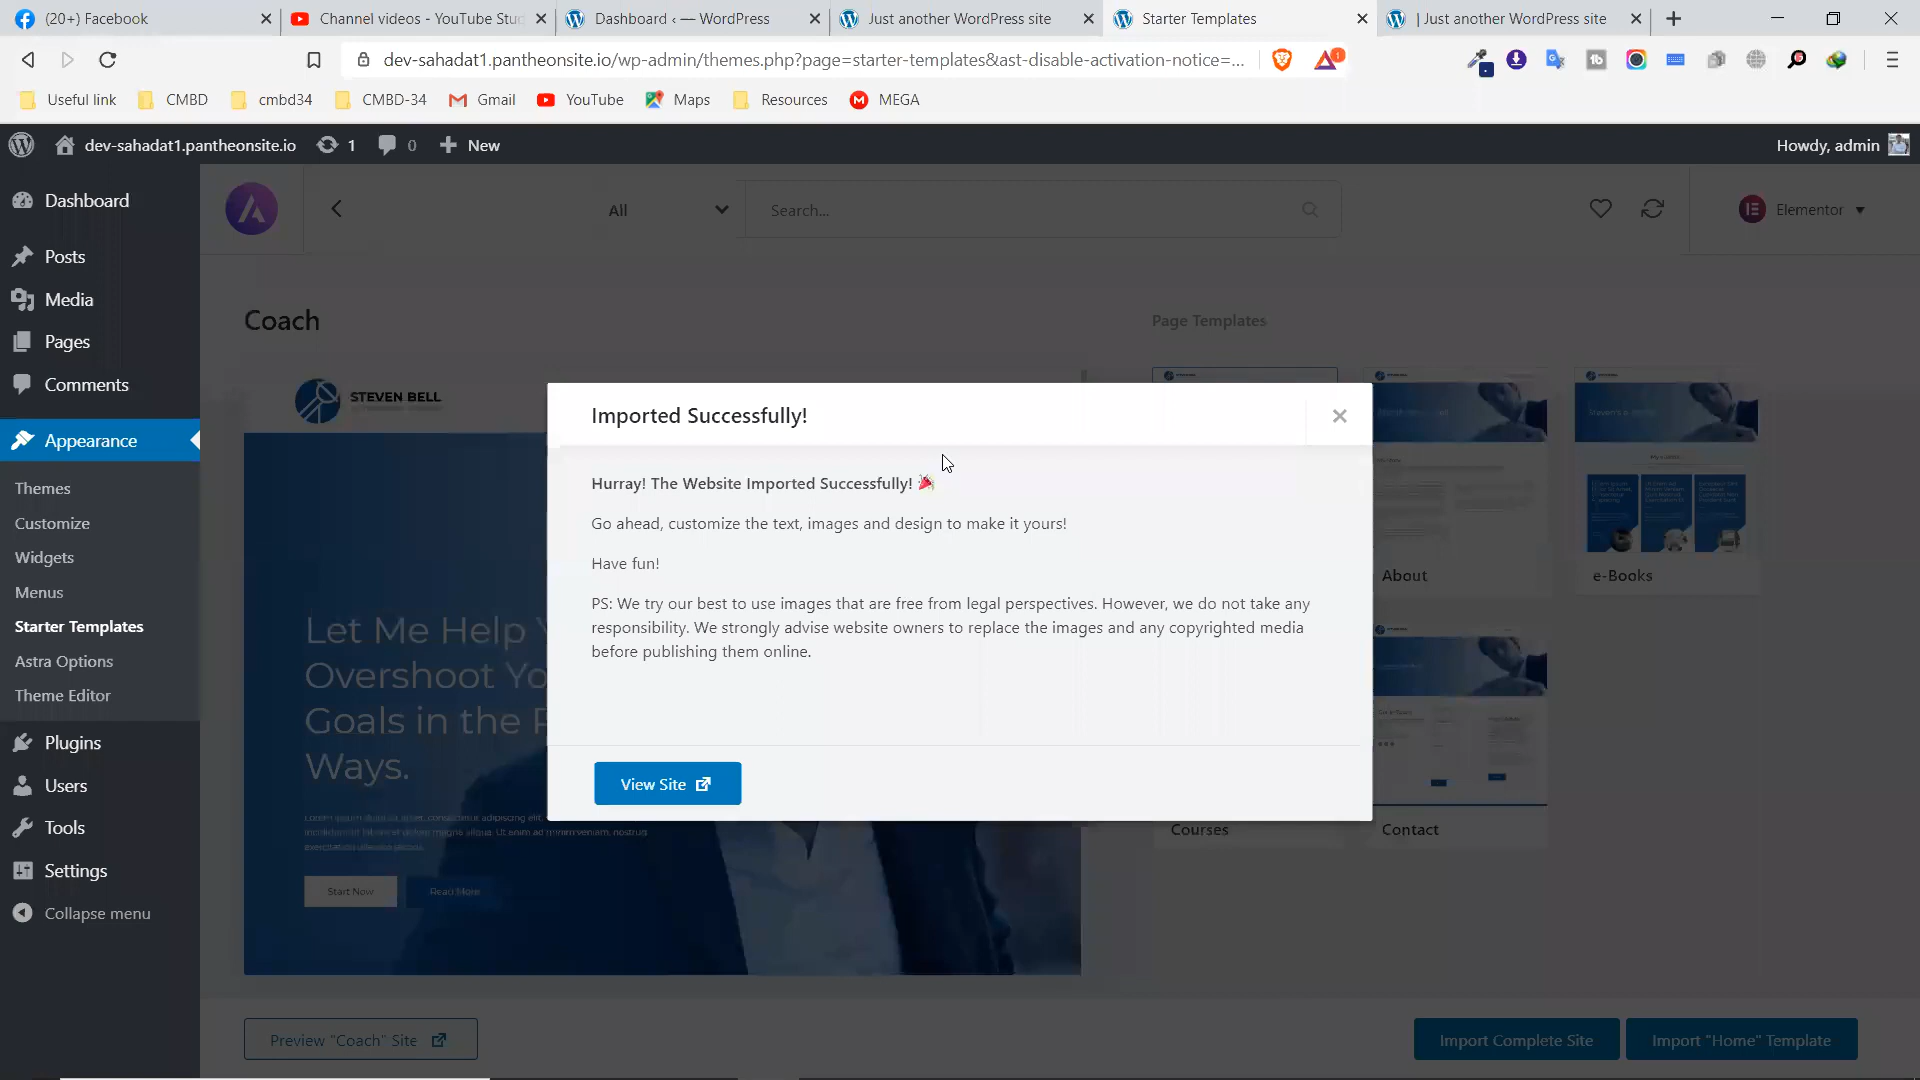 (20+) Facebook
Channel videos - YouTube Stu
Dashboard ‹ — WordPress
Just another WordPress site
Starter Templates
| Just another WordPress site
dev-sahadat1.pantheonsite.io/wp-admin/themes.php?page=starter-templates&ast-disable-activation-notice=...
1
Useful link
CMBD
cmbd34
CMBD-34
Gmail
YouTube
Maps
Resources
MEGA
dev-sahadat1.pantheonsite.io
1
0
New
Howdy, admin
Dashboard
Posts
Media
Pages
Comments
Appearance
Themes
Customize
Widgets
Menus
Starter Templates
Astra Options
Theme Editor
Plugins
Users
Tools
Settings
Collapse menu
All
Search...
Elementor
Coach
Page Templates
STEVEN BELL
Let Me Help Y
Overshoot Yo
Goals in the F
Ways.
Start Now
Read More
Imported Successfully!
Hurray! The Website Imported Successfully!
Go ahead, customize the text, images and design to make it yours!
Have fun!
PS: We try our best to use images that are free from legal perspectives. However, we do not take any
responsibility. We strongly advise website owners to replace the images and any copyrighted media
before publishing them online.
View Site
About
e-Books
Courses
Contact
Preview "Coach" Site
Import Complete Site
Import "Home" Template